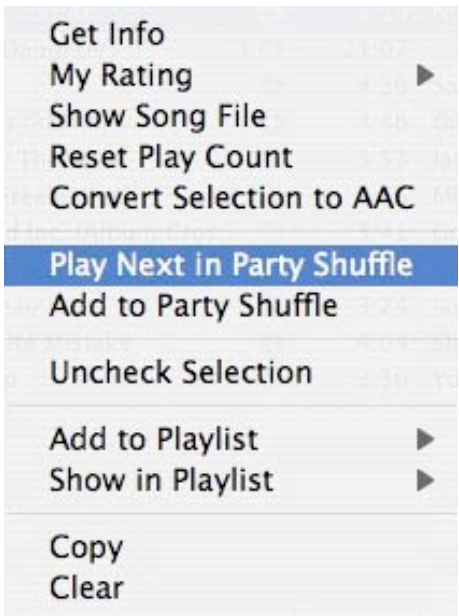 Get Info
My Rating
Show Song File
Reset Play Count
Convert Selection to AAC
Play Next in Party Shuffle
Add to Party Shuffle
Uncheck Selection
Add to Playlist
Show in Playlist
Copy
Clear